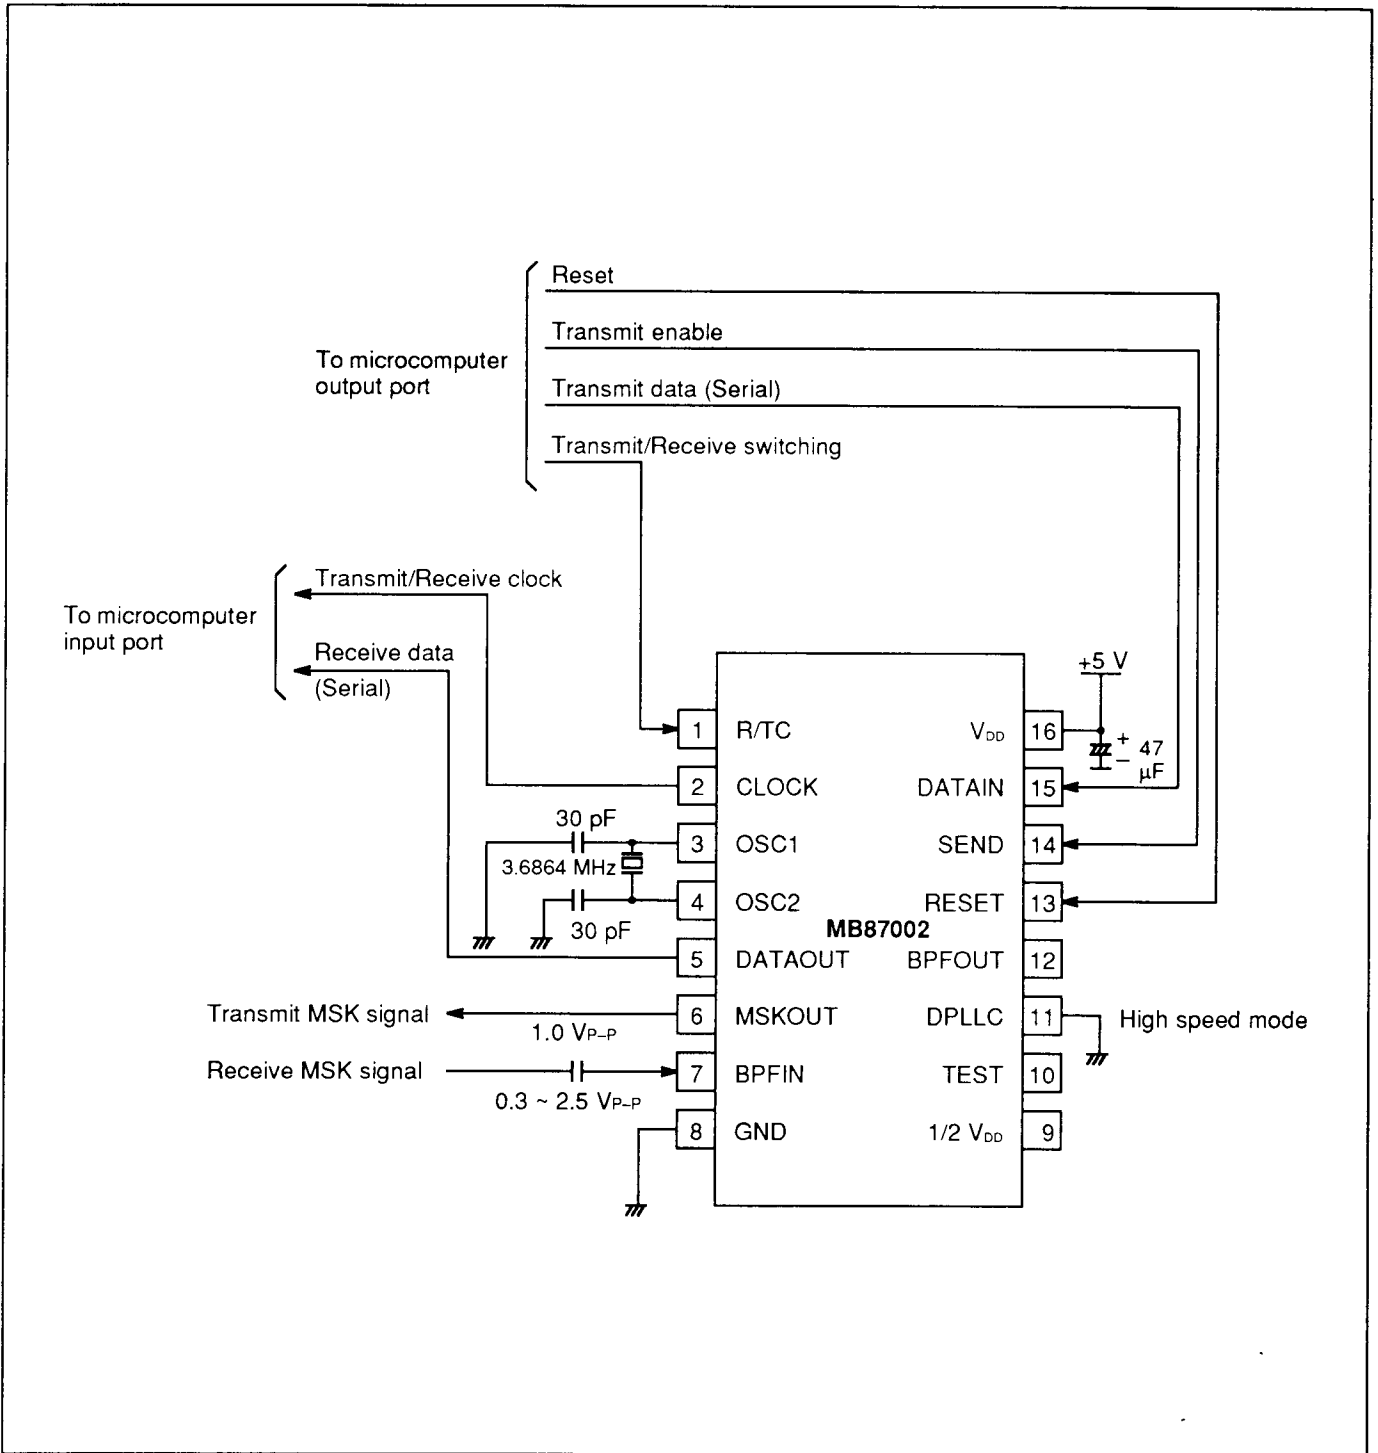 Reset
Transmit enable
To microcomputer
output port
Transmit data (Serial)
Transmit/Receive switching
Transmit/Receive clock
To microcomputer
input port
Receive data
(Serial)
+5 V
1 R/TC
VDD 16
+ 47
− μF
2 CLOCK
DATAIN 15
30 pF
3 OSC1
SEND 14
3.6864 MHz
4 OSC2
RESET 13
30 pF
MB87002
5 DATAOUT
BPFOUT 12
Transmit MSK signal
6 MSKOUT
DPLLC 11
High speed mode
1.0 VP–P
Receive MSK signal
7 BPFIN
TEST 10
0.3 ~ 2.5 VP–P
8 GND
1/2 VDD 9